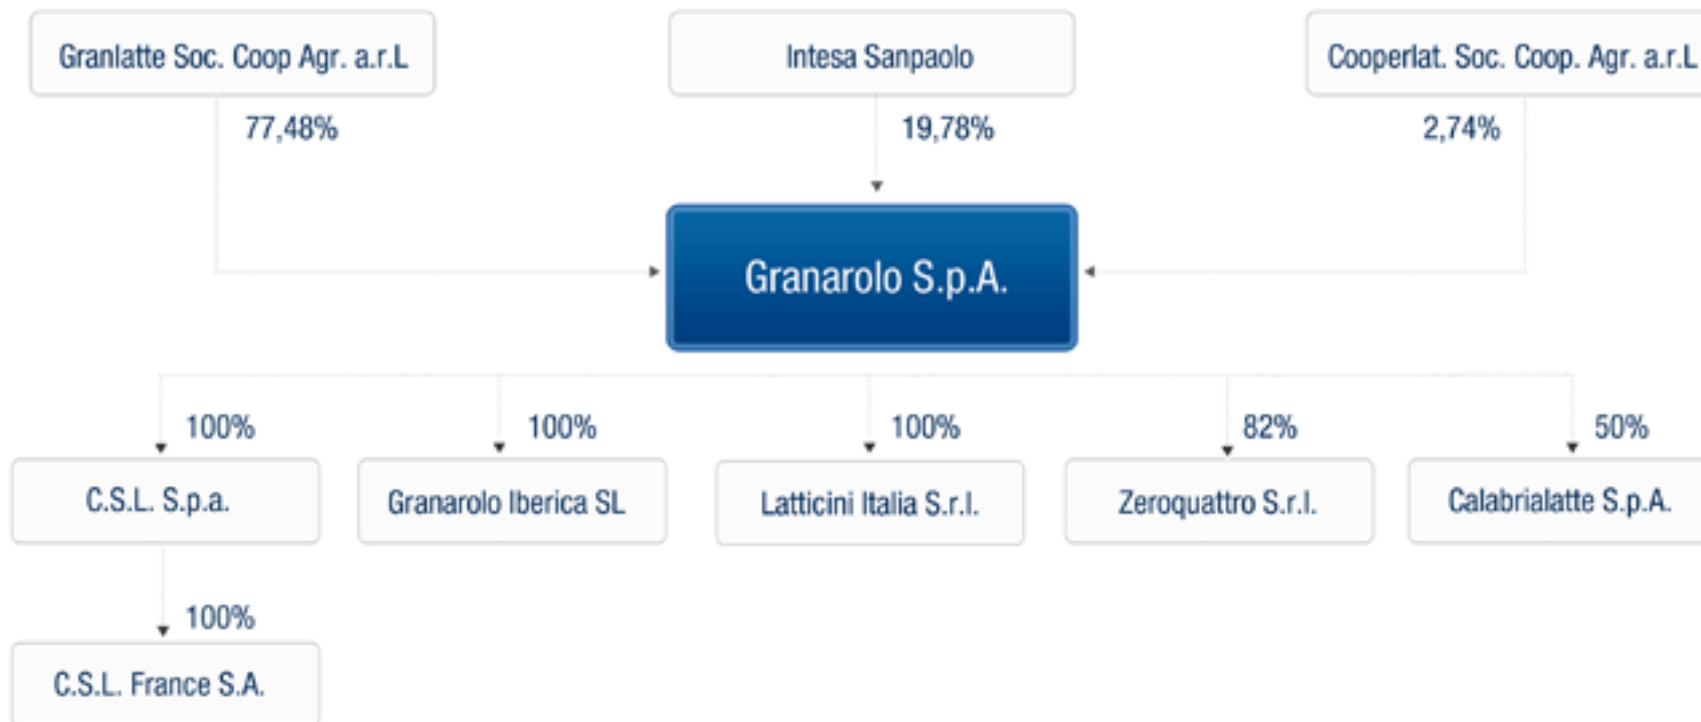 Granlatte Soc. Coop Agr. a.r.L
Intesa Sanpaolo
Cooperlat. Soc. Coop. Agr. a.r.L
77,48%
19,78%
2,74%
Granarolo S.p.A.
100%
100%
100%
82%
50%
C.S.L. S.p.a.
Granarolo Iberica SL
Latticini Italia S.r.l.
Zeroquattro S.r.l.
Calabrialatte S.p.A.
100%
C.S.L. France S.A.